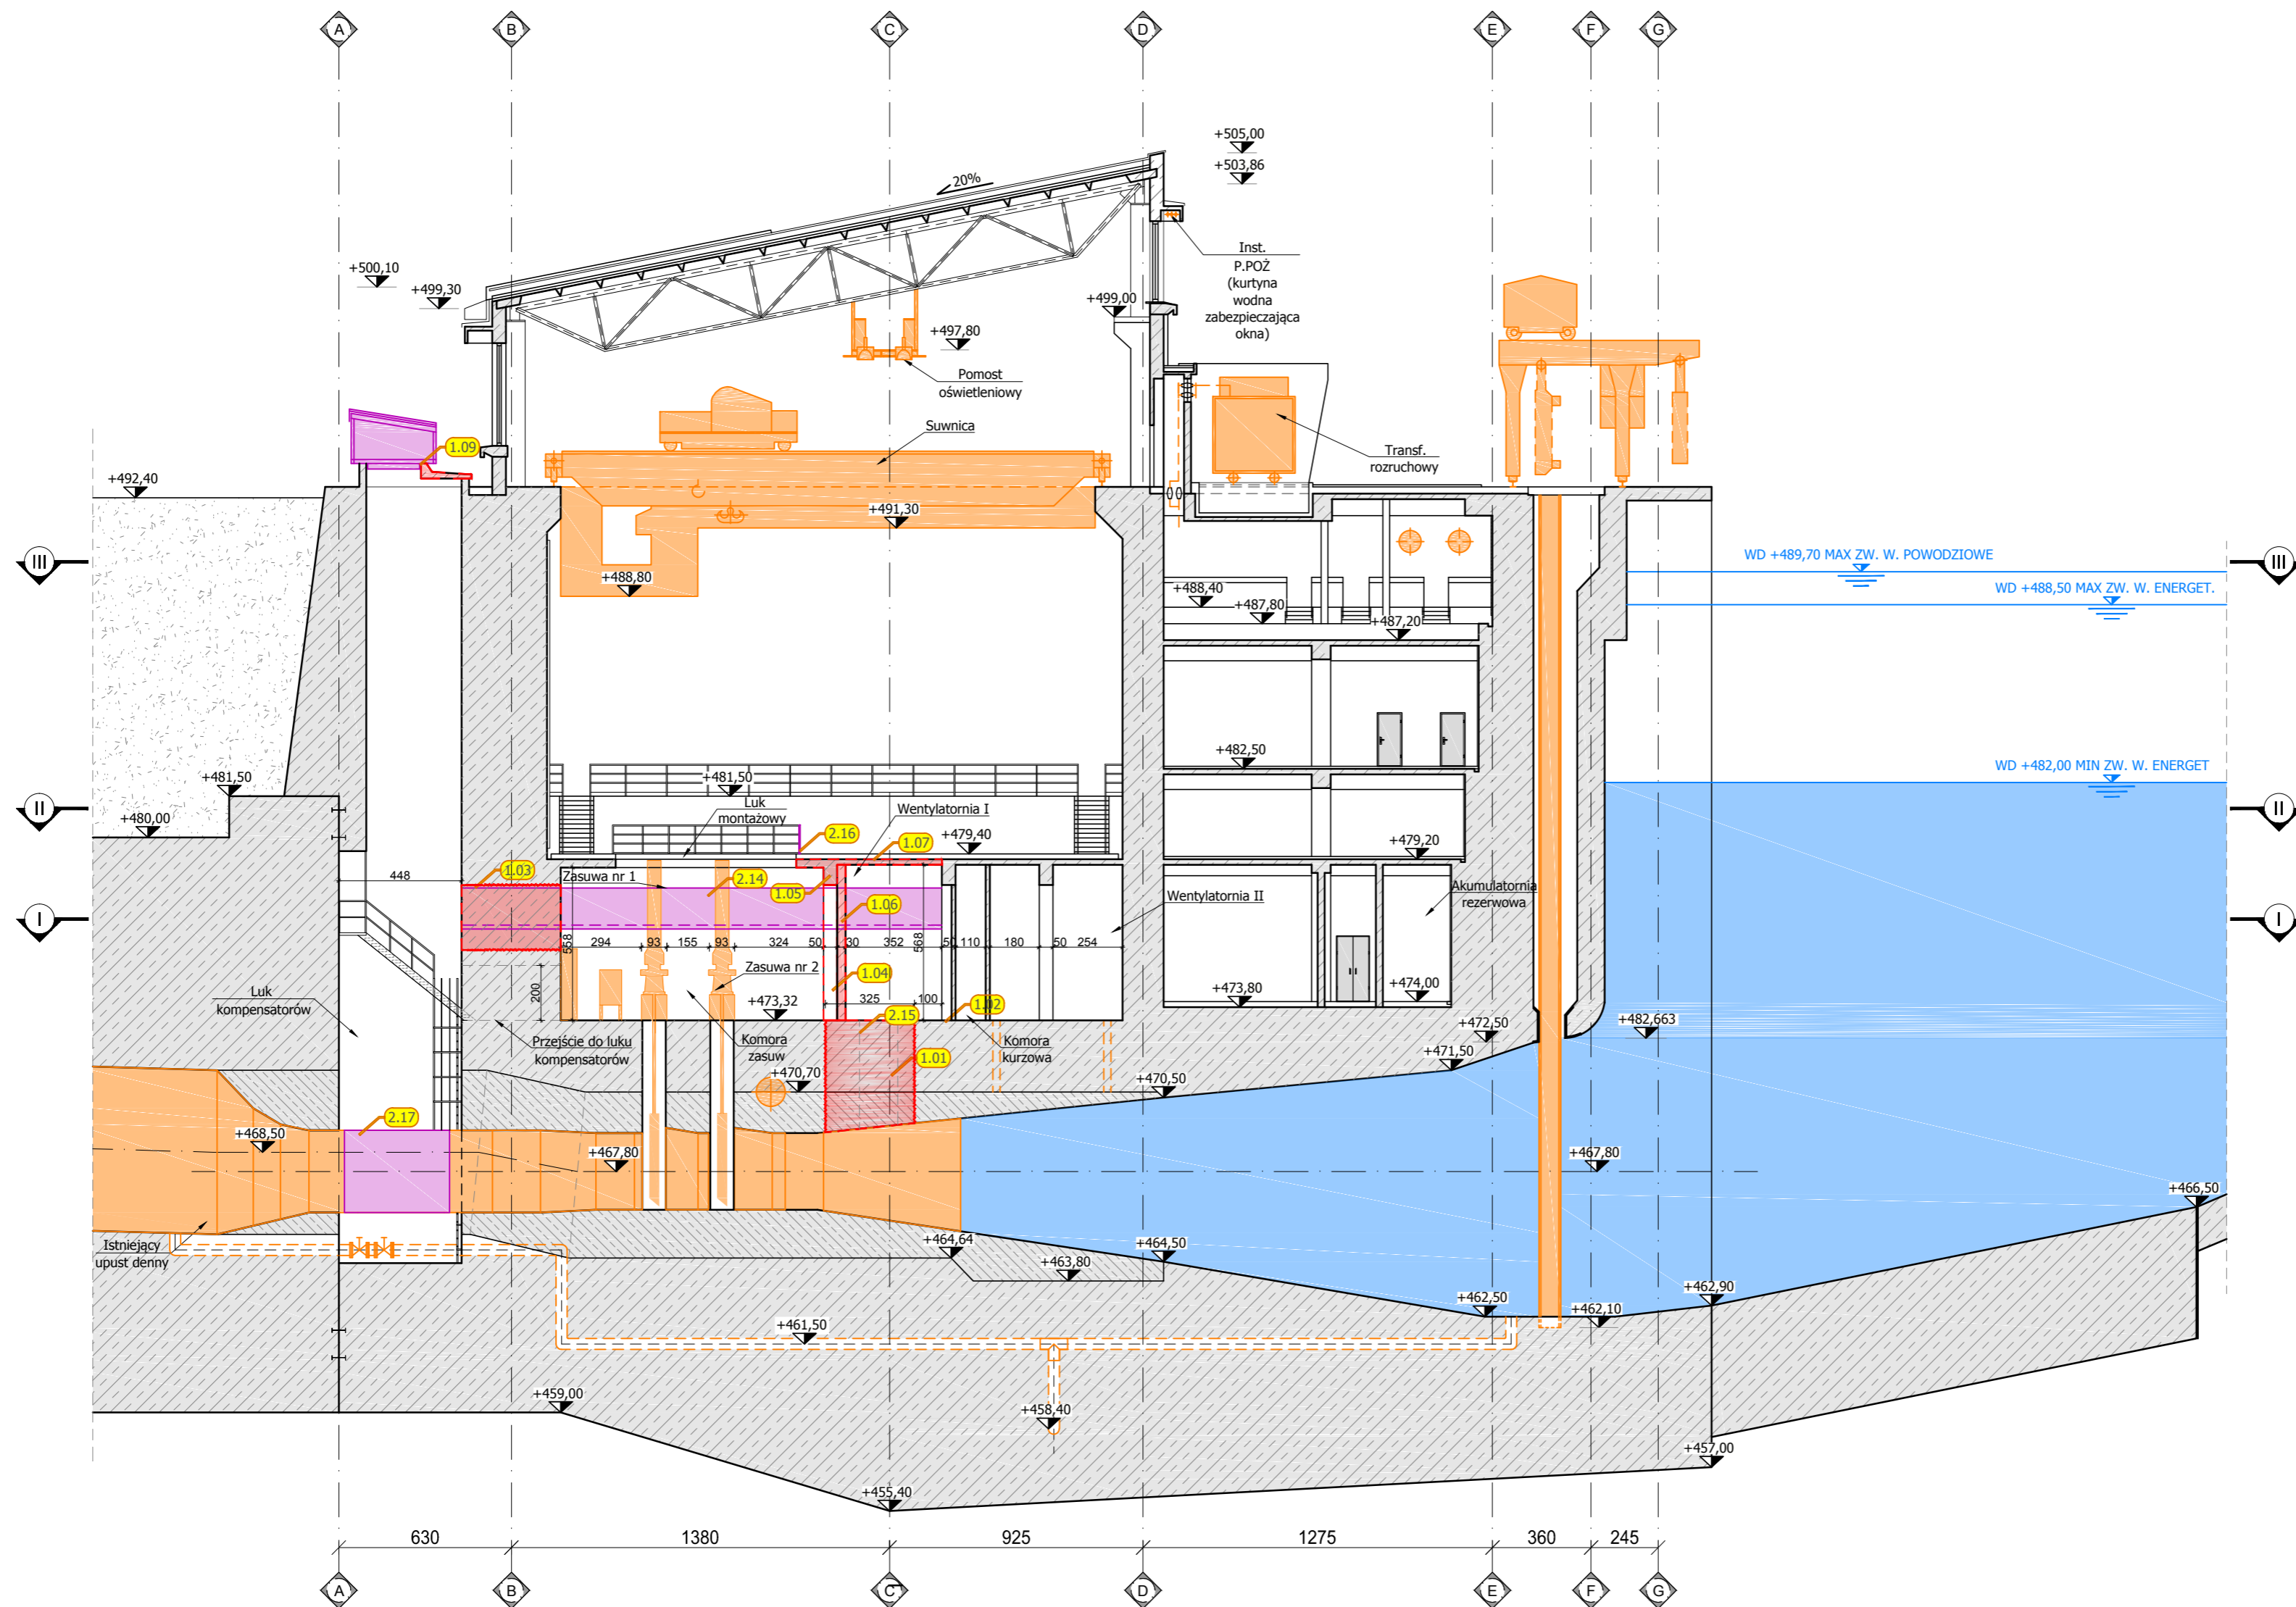 A B C D E F G
+505,00
+503,86
20%
Inst.
P.POŻ
(kurtyna
wodna
zabezpieczająca
okna)
+500,10
+499,30
+499,00
+497,80
Pomost
oświetleniowy
Suwnica
1.09
Transf.
rozruchowy
+492,40
+491,30
III
WD +489,70 MAX ZW. W. POWODZIOWE
III
+488,80
+488,40
WD +488,50 MAX ZW. W. ENERGET.
+487,80
+487,20
+482,50
WD +482,00 MIN ZW. W. ENERGET
+481,50
+481,50
II
Luk
montażowy
Wentylatornia I
II
+480,00
2.16
1.07
+479,40
+479,20
1.03
Zasuwa nr 1
2.14
1.05
448
1.06
Wentylatornia II
Akumulatornia
rezerwowa
I
I
558
294
93
155
93
324
50
30
352
568
50
110
180
50
254
Zasuwa nr 2
1.04
200
Luk
kompensatorów
+473,32
325
100
1.02
+473,80
+474,00
2.15
+482,663
+472,50
Przejście do luku
kompensatorów
Komora
zasuw
1.01
Komora
kurzowa
+471,50
+470,70
+470,50
2.17
+468,50
+467,80
+467,80
+466,50
Istniejący
upust denny
+464,64
+464,50
+463,80
+462,90
+462,50
+462,10
+461,50
+459,00
+458,40
+457,00
+455,40
630 1380 925 1275 360 245
A B C D E F G